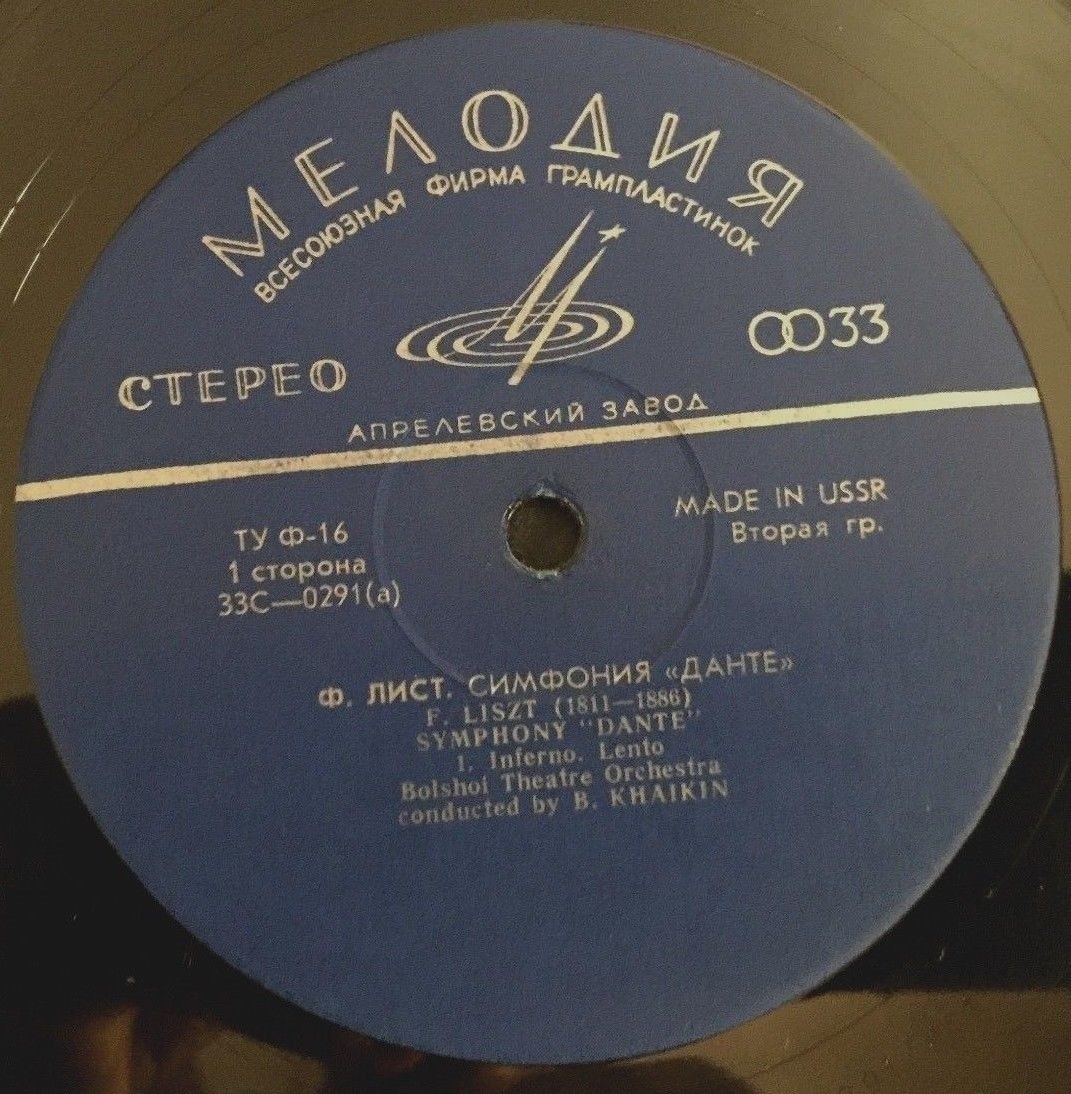 МЕЛОДИЯ
ВСЕСОЮЗНАЯ ФИРМА ГРАМПЛАСТИНОК
СТЕРЕО
33
АПРЕЛЕВСКИЙ ЗАВОД
MADE IN USSR
Вторая гр.
ТУ Ф-16
1 сторона
33С—0291(а)
Ф. ЛИСТ. СИМФОНИЯ «ДАНТЕ»
F. LISZT (1811—1886)
SYMPHONY "DANTE"
1. Inferno. Lento
Bolshoi Theatre Orchestra
conducted by B. KHAIKIN